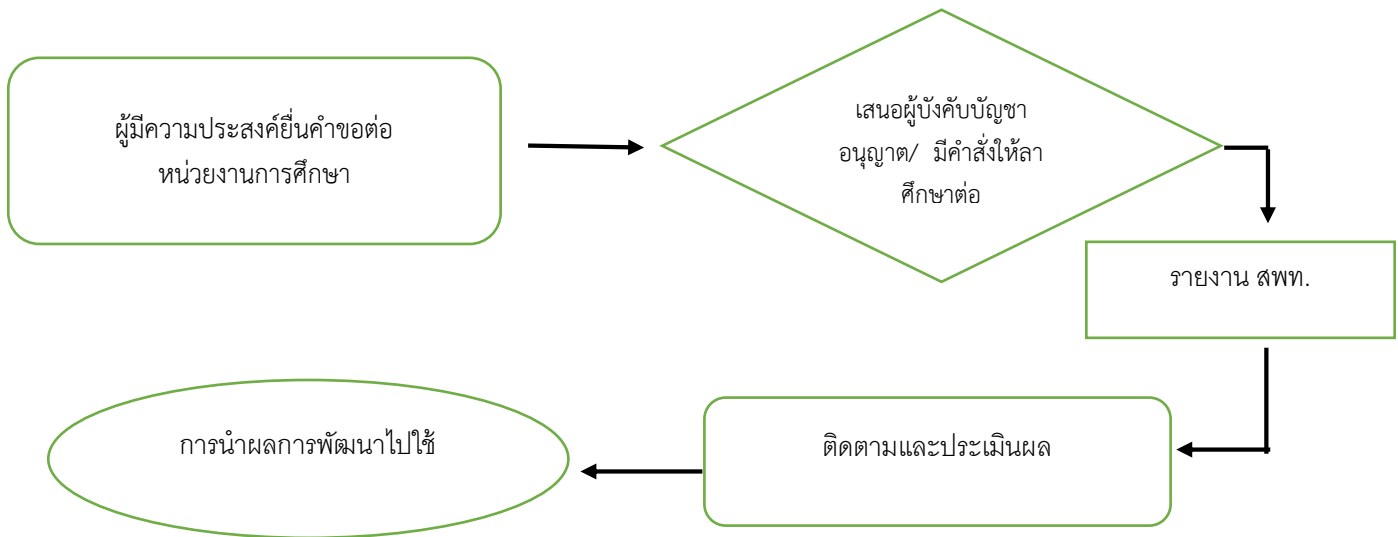 ผู้มีความประสงค์ยื่นคำขอต่อ
หน่วยงานการศึกษา
เสนอผู้บังคับบัญชา
อนุญาต/ มีคำสั่งให้ลา
ศึกษาต่อ
รายงาน สพท.
ติดตามและประเมินผล
การนำผลการพัฒนาไปใช้